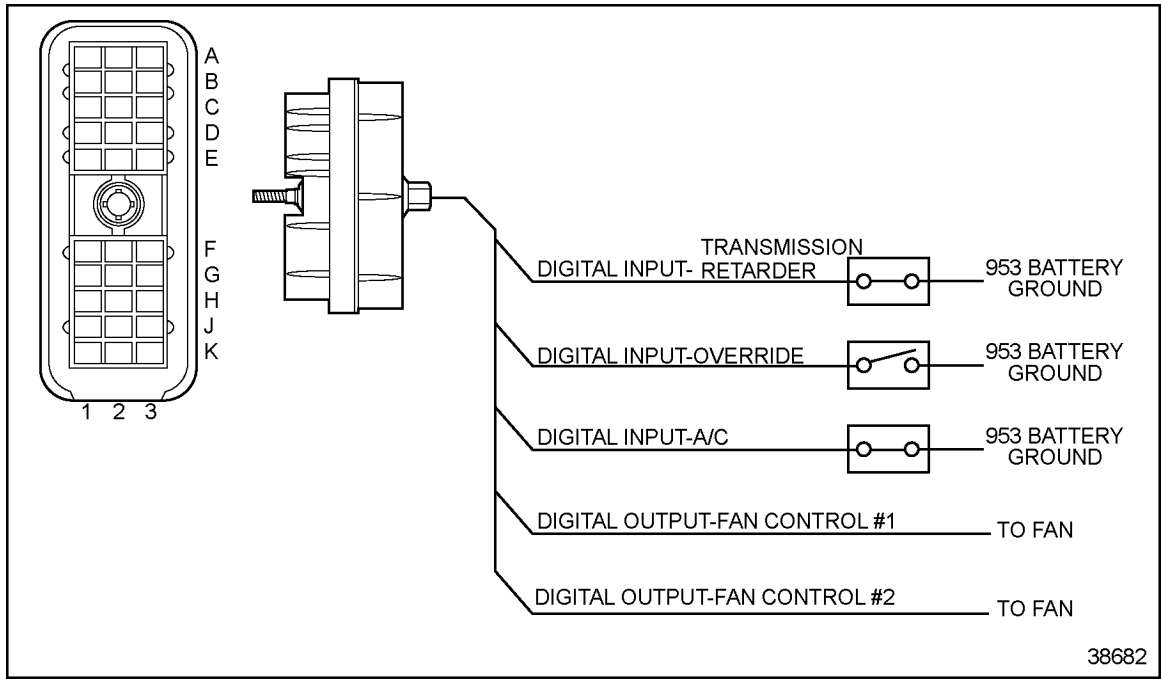 A
B
C
D
E
F
G
H
J
K
1 2 3
TRANSMISSION
DIGITAL INPUT- RETARDER
953 BATTERY
GROUND
DIGITAL INPUT-OVERRIDE
953 BATTERY
GROUND
DIGITAL INPUT-A/C
953 BATTERY
GROUND
DIGITAL OUTPUT-FAN CONTROL #1
TO FAN
DIGITAL OUTPUT-FAN CONTROL #2
TO FAN
38682